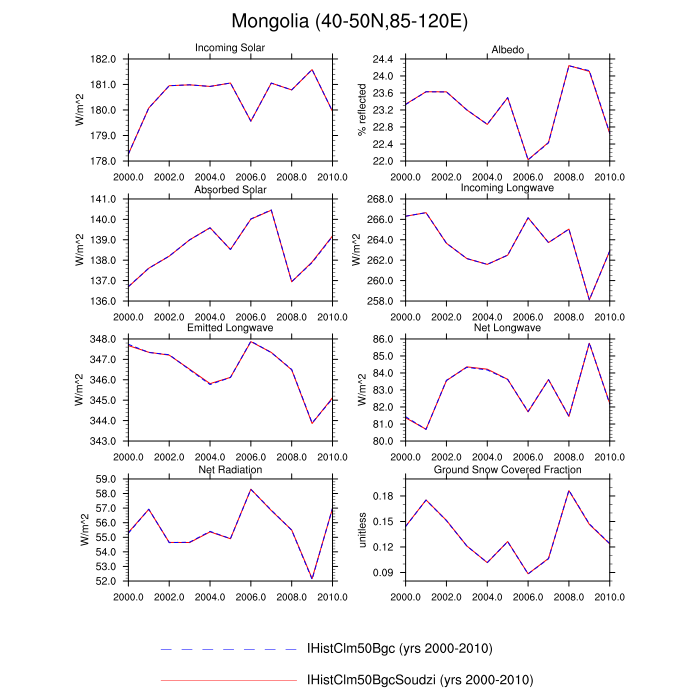 Mongolia (40-50N,85-120E)
Incoming Solar
W/m^2
182.0
181.0
180.0
179.0
178.0
2000.0 2002.0 2004.0 2006.0 2008.0 2010.0
Albedo
% reflected
24.4
23.6
22.8
22.4
22.0
2000.0 2002.0 2004.0 2006.0 2008.0 2010.0
Absorbed Solar
W/m^2
141.0
140.0
139.0
138.0
137.0
136.0
2000.0 2002.0 2004.0 2006.0 2008.0 2010.0
Incoming Longwave
W/m^2
268.0
266.0
264.0
262.0
260.0
258.0
2000.0 2002.0 2004.0 2006.0 2008.0 2010.0
Emitted Longwave
W/m^2
348.0
347.0
346.0
345.0
344.0
343.0
2000.0 2002.0 2004.0 2006.0 2008.0 2010.0
Net Longwave
W/m^2
86.0
85.0
84.0
83.0
82.0
81.0
80.0
2000.0 2002.0 2004.0 2006.0 2008.0 2010.0
Net Radiation
W/m^2
59.0
58.0
57.0
56.0
55.0
54.0
53.0
52.0
2000.0 2002.0 2004.0 2006.0 2008.0 2010.0
Ground Snow Covered Fraction
unitless
0.18
0.15
0.12
0.09
2000.0 2002.0 2004.0 2006.0 2008.0 2010.0
IHistClm50Bgc (yrs 2000-2010)
IHistClm50BgcSoudzi (yrs 2000-2010)